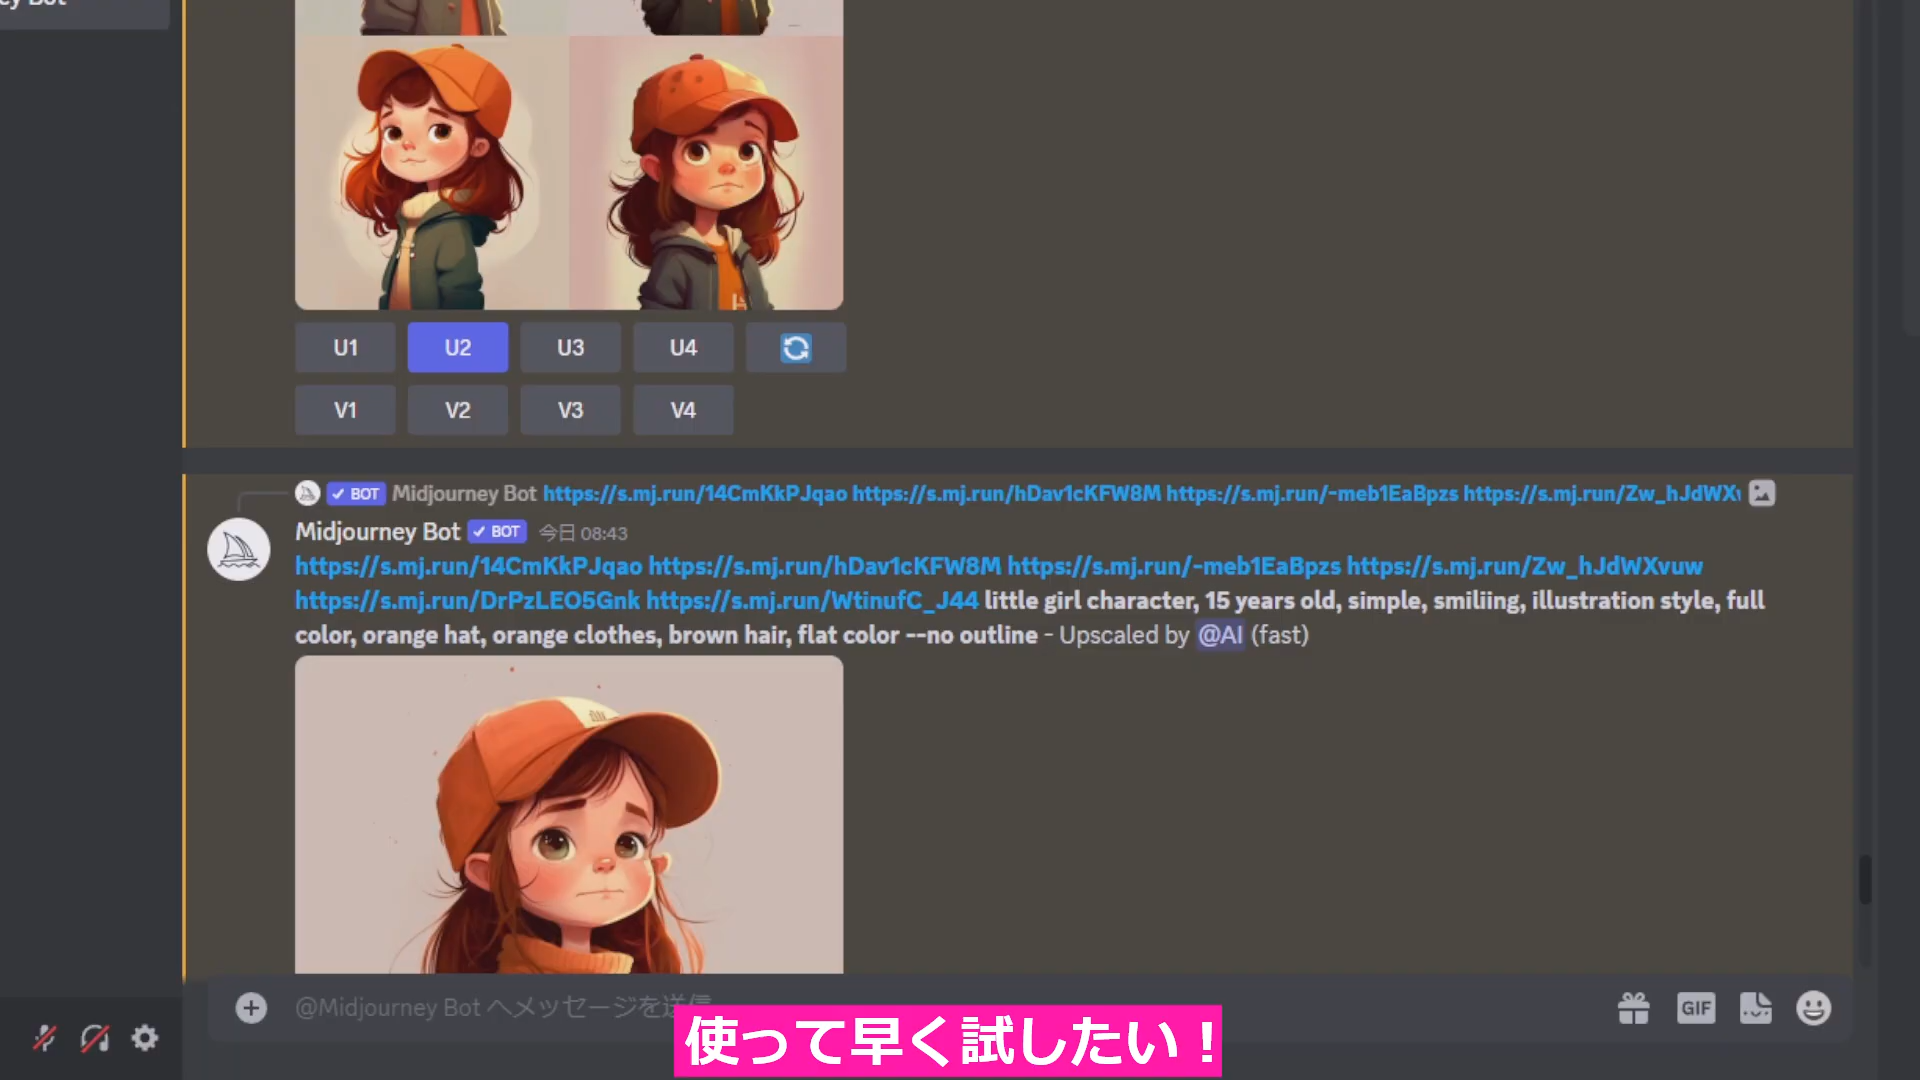 U1 U2 U3 U4
V1 V2 V3 V4
BOT Midjourney Bot https://s.mj.run/14CmKkPJqao https://s.mj.run/hDav1cKFW8M https://s.mj.run/-meb1EaBpzs https://s.mj.run/Zw_hJdWX
Midjourney Bot BOT 今日 08:43
https://s.mj.run/14CmKkPJqao https://s.mj.run/hDav1cKFW8M https://s.mj.run/-meb1EaBpzs https://s.mj.run/Zw_hJdWXvuw
https://s.mj.run/DrPzLEO5Gnk https://s.mj.run/WtinufC_J44 little girl character, 15 years old, simple, smiliing, illustration style, full
color, orange hat, orange clothes, brown hair, flat color --no outline - Upscaled by @AI (fast)
@Midjourney Bot へメッセージを送信
GIF
使って早く試したい！